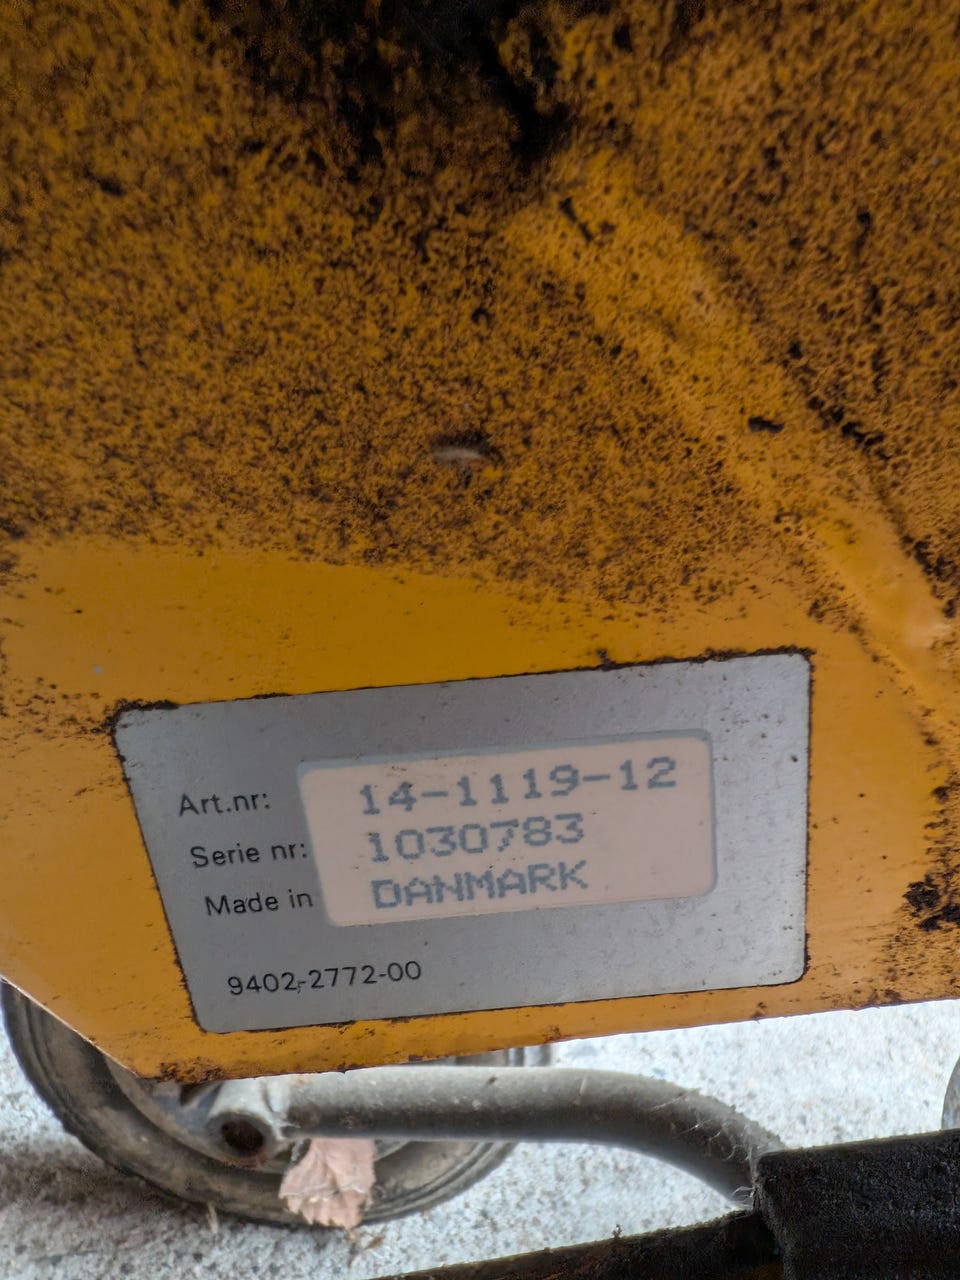 Art.nr: 14-1119-12
Serie nr: 1030783
Made in DANMARK
9402-2772-00